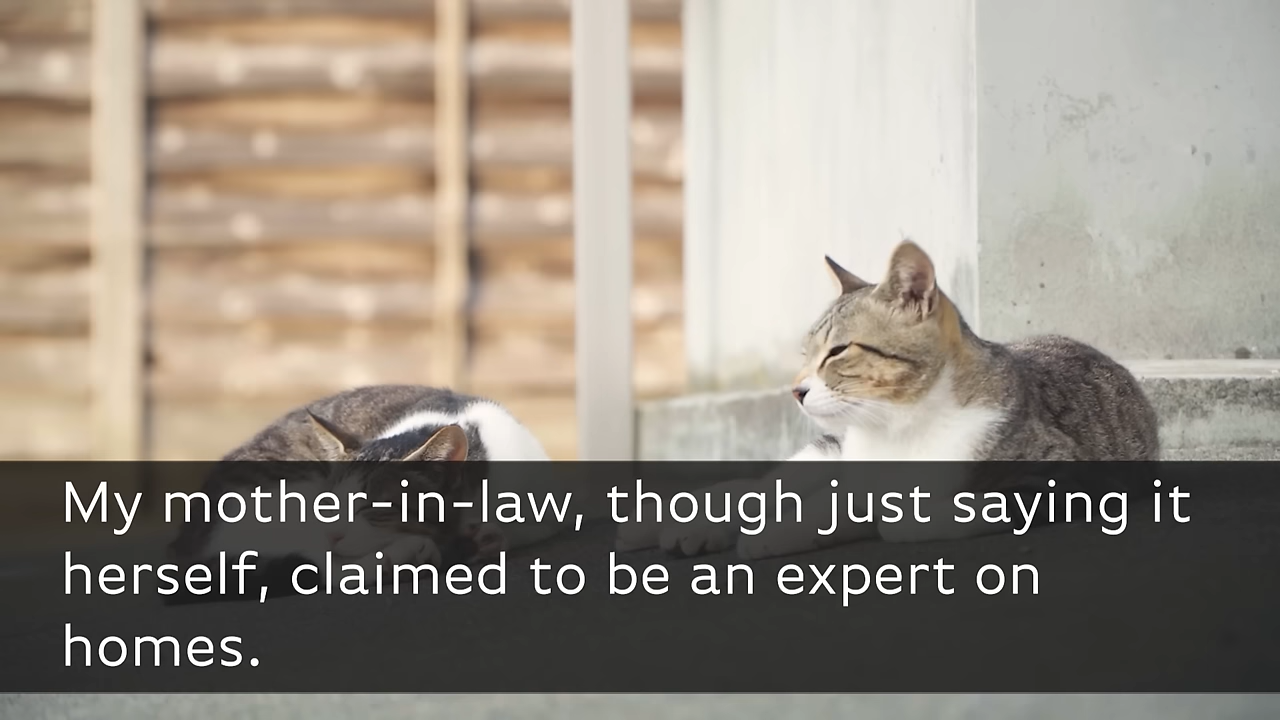 My mother-in-law, though just saying it
herself, claimed to be an expert on
homes.